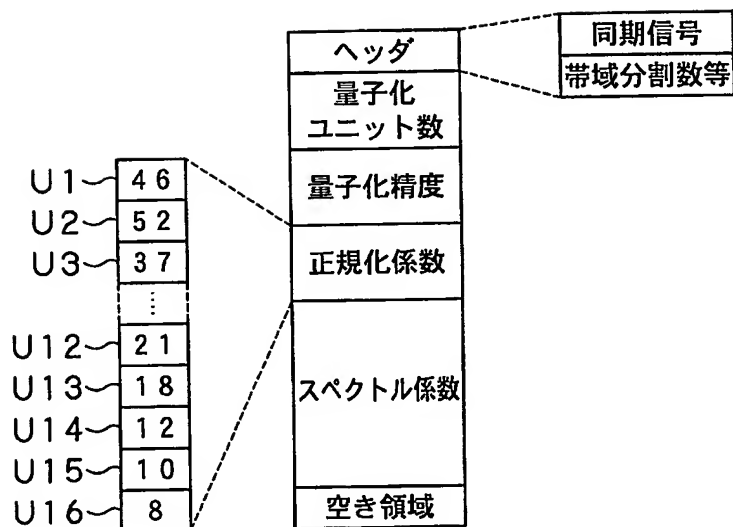 ヘッダ
量子化
ユニット数
量子化精度
正規化係数
スペクトル係数
空き領域
同期信号
帯域分割数等
U1 46
U2 52
U3 37
⋮
U12 21
U13 18
U14 12
U15 10
U16 8